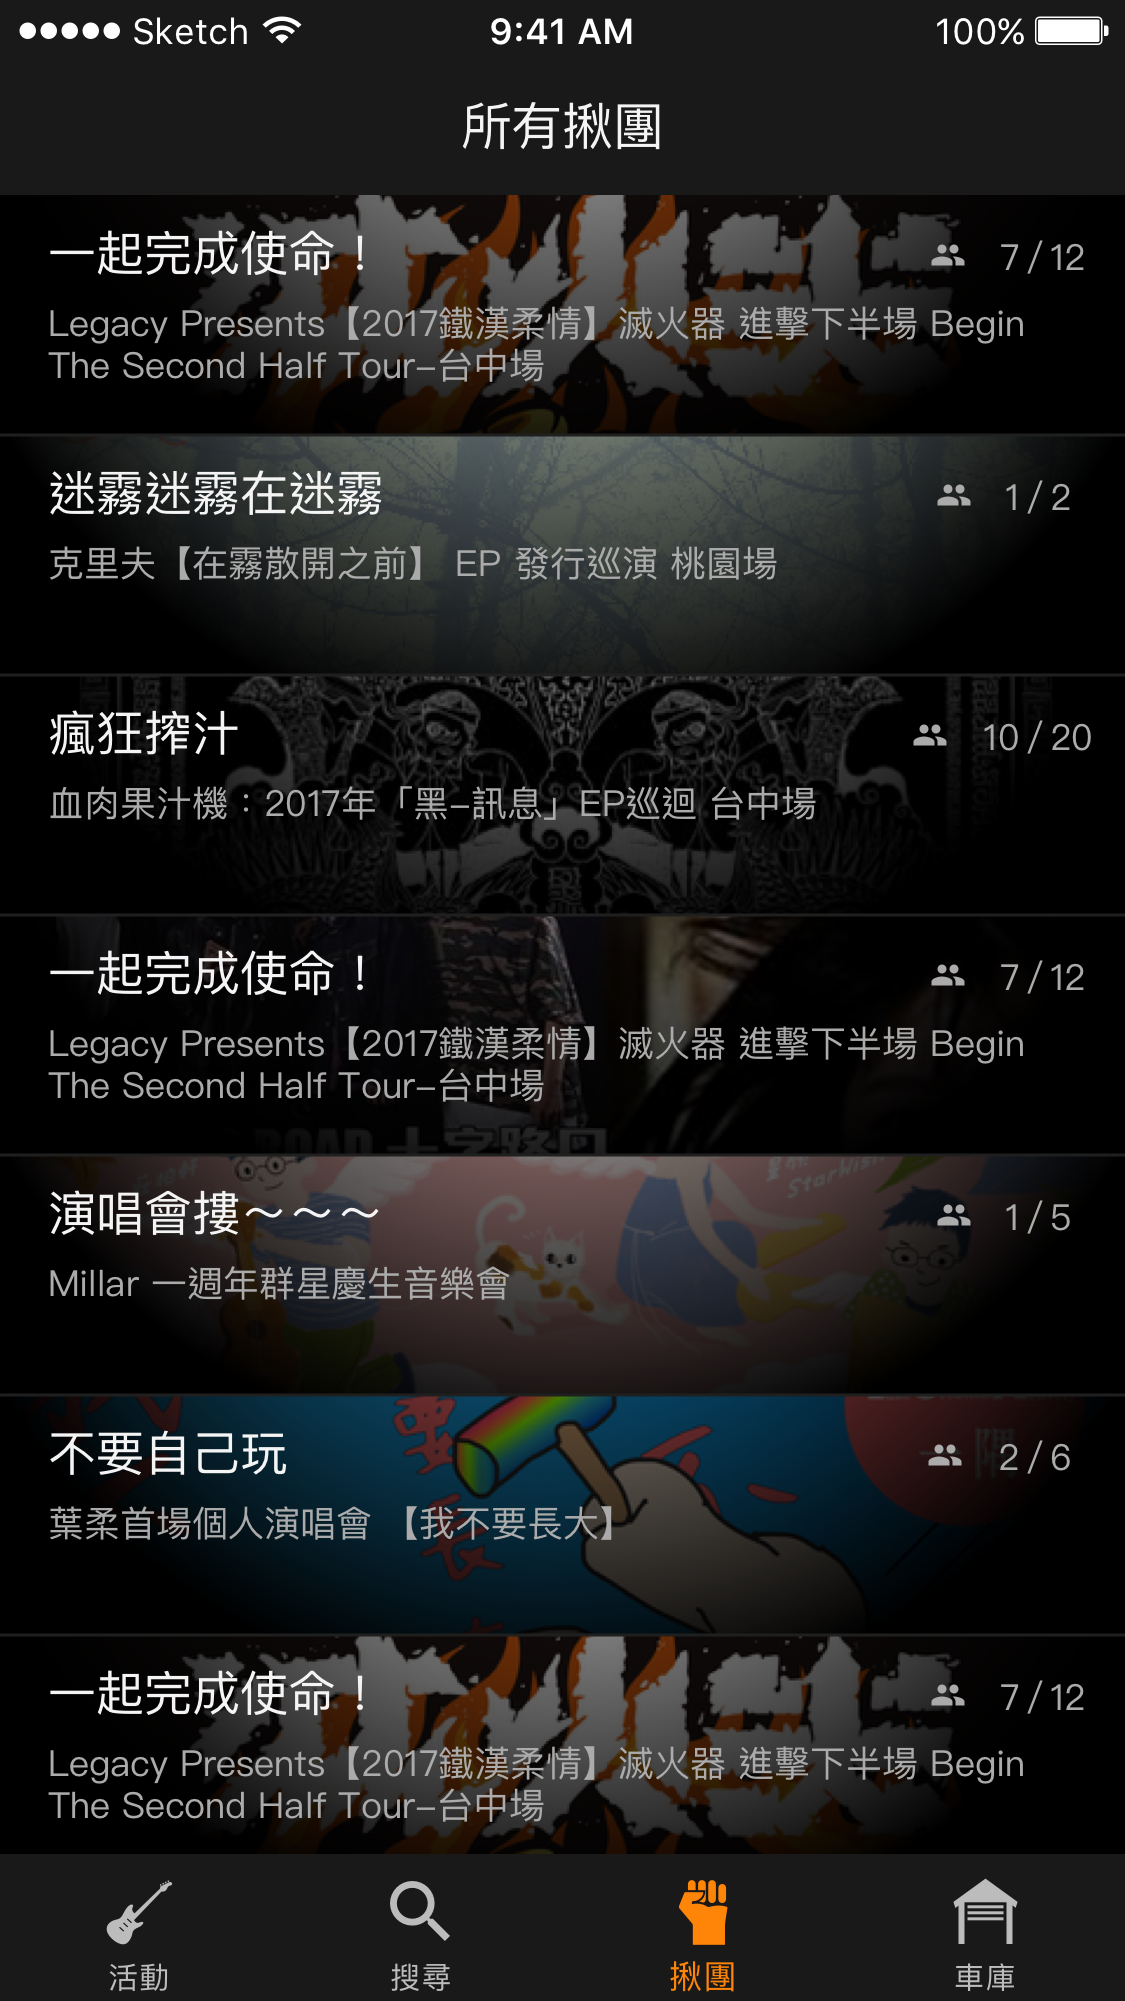 Sketch 9:41 AM 100%
所有揪團
一起完成使命！ 7 / 12
Legacy Presents【2017鐵漢柔情】滅火器 進擊下半場 Begin
The Second Half Tour–台中場
迷霧迷霧在迷霧 1 / 2
克里夫【在霧散開之前】 EP 發行巡演 桃園場
瘋狂搾汁 10 / 20
血肉果汁機：2017年「黑–訊息」EP巡迴 台中場
一起完成使命！ 7 / 12
Legacy Presents【2017鐵漢柔情】滅火器 進擊下半場 Begin
The Second Half Tour–台中場
ROAD 十字路口
StarWish
演唱會摟～～～ 1 / 5
Millar 一週年群星慶生音樂會
不要自己玩 2 / 6
葉柔首場個人演唱會 【我不要長大】
一起完成使命！ 7 / 12
Legacy Presents【2017鐵漢柔情】滅火器 進擊下半場 Begin
The Second Half Tour–台中場
活動 搜尋 揪團 車庫